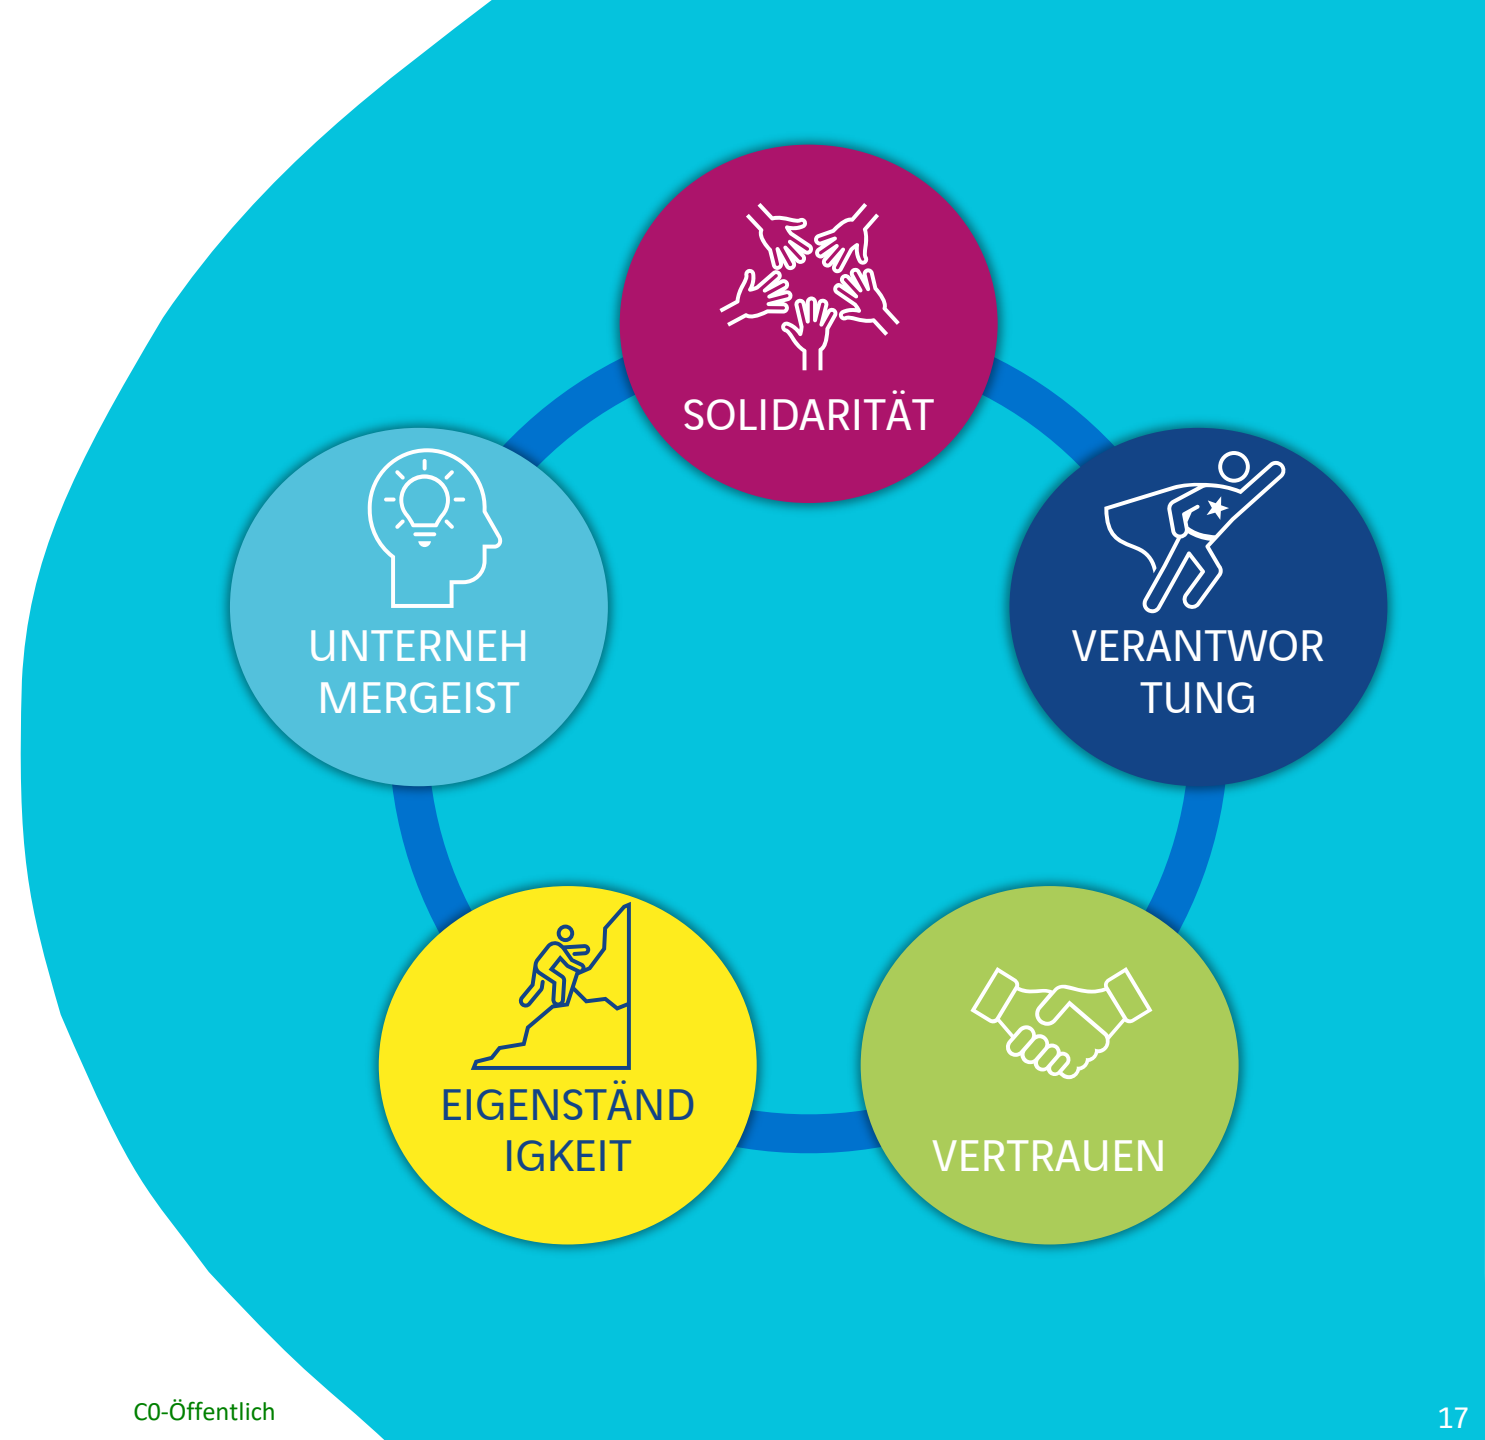 SOLIDARITÄT
UNTERNEH
MERGEIST
VERANTWOR
TUNG
EIGENSTÄND
IGKEIT
VERTRAUEN
C0-Öffentlich
17